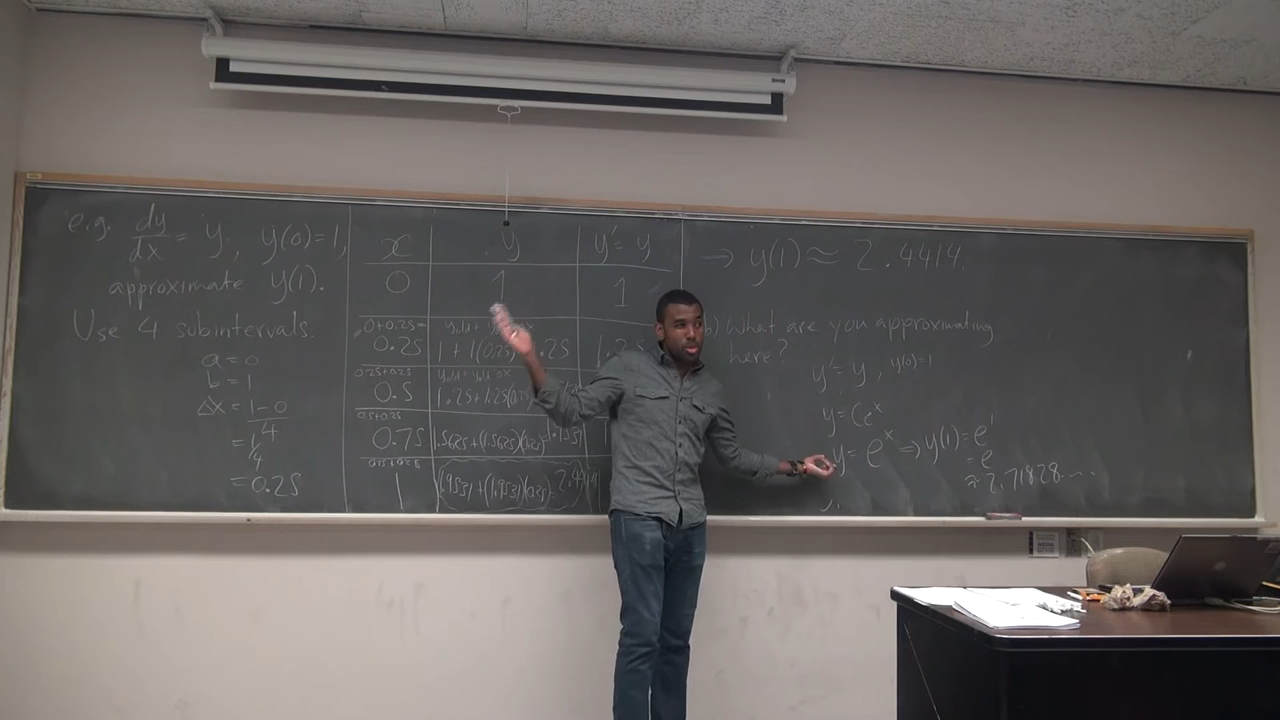 e.g. dy/dx = y, y(0)=1,
approximate y(1).
Use 4 subintervals.
a=0
b=1
Δx = 1-0/4
= 1/4
= 0.25
x y y'= y
0 1 1
0+0.25=
0.25 1+1(0.25) .25 1.25
0.25+0.25
0.5 1.25+1.25(0.25)
0.5+0.25
0.75 1.5625+(1.5625)(0.25)
1 1.9531+(1.9531)(0.25)=2.4414
⇒ y(1) ≈ 2.4414.
b) What are you approximating
here?
y'= y , y(0)=1
y=Ce^x
y= e^x ⇒ y(1)= e^1
= e
≈ 2.71828...